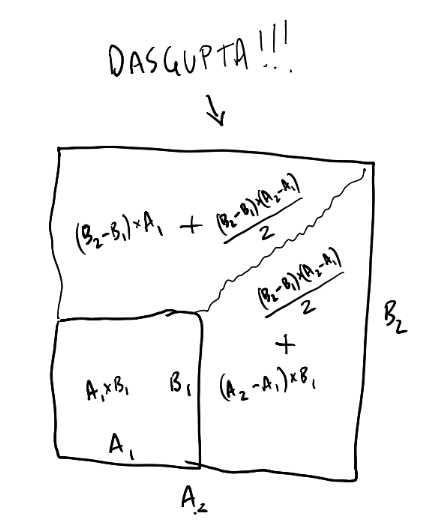 DASGUPTA!!!
(B₂-B₁)×A₁ + (B₂-B₁)×(A₂-A₁)/2
(B₂-B₁)×(A₂-A₁)/2
+
(A₂-A₁)×B₁
B₂
A₁×B₁
B₁
A₁
A₂